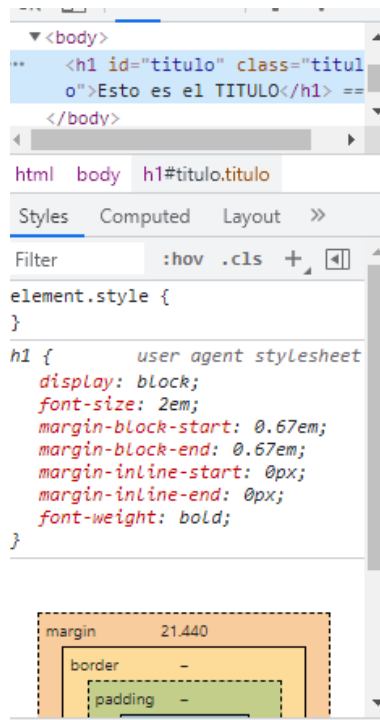 <body>
<h1 id="titulo" class="titul
o">Esto es el TITULO</h1> ==
</body>
html body h1#titulo.titulo
Styles Computed Layout »
Filter :hov .cls +
element.style {
}
h1 { user agent stylesheet
display: block;
font-size: 2em;
margin-block-start: 0.67em;
margin-block-end: 0.67em;
margin-inline-start: 0px;
margin-inline-end: 0px;
font-weight: bold;
}
margin 21.440
border –
padding –